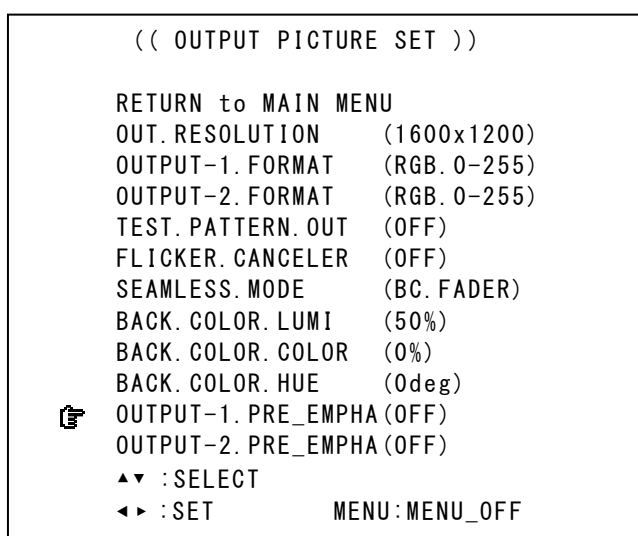 (( OUTPUT PICTURE SET ))
RETURN to MAIN MENU
OUT.RESOLUTION (1600x1200)
OUTPUT-1.FORMAT (RGB.0-255)
OUTPUT-2.FORMAT (RGB.0-255)
TEST.PATTERN.OUT (OFF)
FLICKER.CANCELER (OFF)
SEAMLESS.MODE (BC.FADER)
BACK.COLOR.LUMI (50%)
BACK.COLOR.COLOR (0%)
BACK.COLOR.HUE (0deg)
☞ OUTPUT-1.PRE_EMPHA(OFF)
OUTPUT-2.PRE_EMPHA(OFF)
▲▼ :SELECT
◄► :SET MENU:MENU_OFF